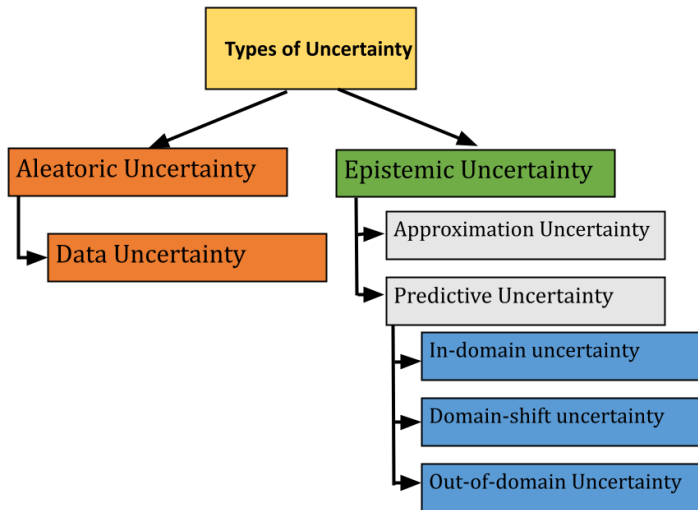 Types of Uncertainty
Aleatoric Uncertainty
Data Uncertainty
Epistemic Uncertainty
Approximation Uncertainty
Predictive Uncertainty
In-domain uncertainty
Domain-shift uncertainty
Out-of-domain Uncertainty